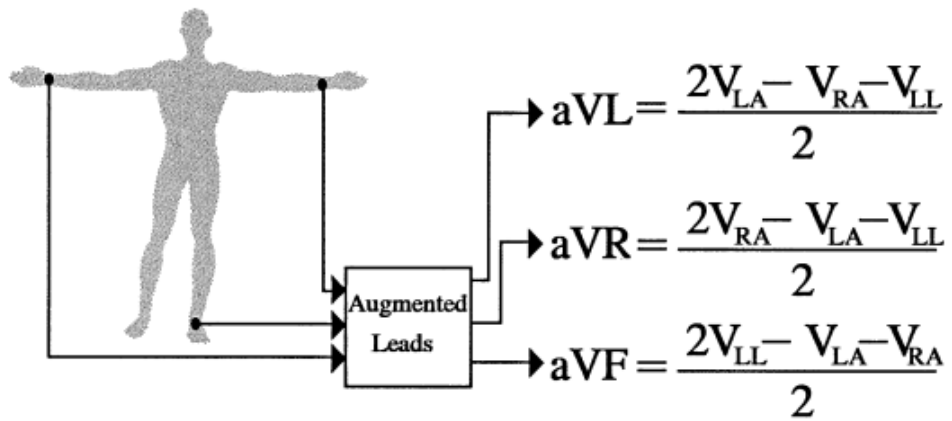 aVL = (2V_LA − V_RA − V_LL) / 2
aVR = (2V_RA − V_LA − V_LL) / 2
Augmented
Leads
aVF = (2V_LL − V_LA − V_RA) / 2